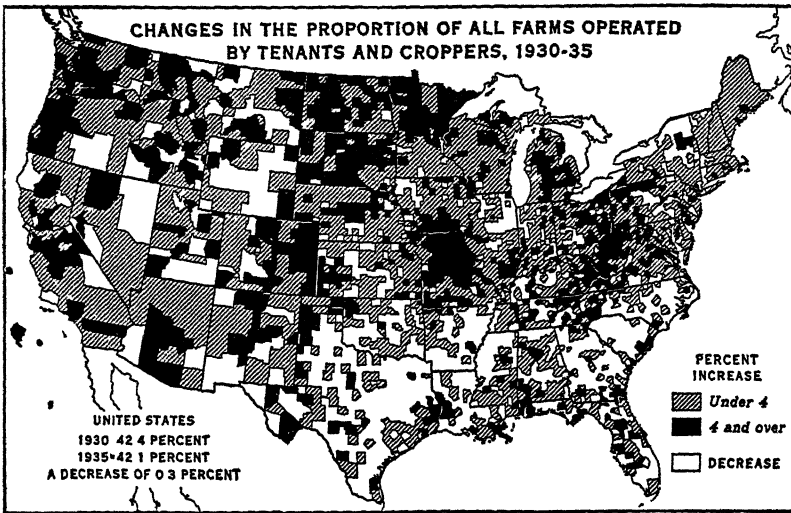 CHANGES IN THE PROPORTION OF ALL FARMS OPERATED
BY TENANTS AND CROPPERS, 1930-35
PERCENT
INCREASE
Under 4
4 and over
DECREASE
UNITED STATES
1930 42 4 PERCENT
1935=42 1 PERCENT
A DECREASE OF 0 3 PERCENT